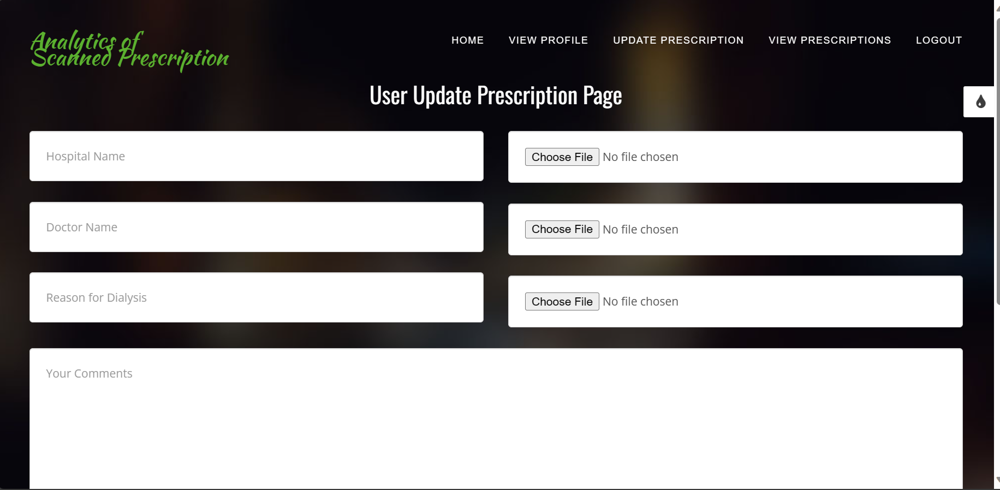 Analytics of
Scanned Prescription
HOME VIEW PROFILE UPDATE PRESCRIPTION VIEW PRESCRIPTIONS LOGOUT
User Update Prescription Page
Hospital Name
Choose File No file chosen
Doctor Name
Choose File No file chosen
Reason for Dialysis
Choose File No file chosen
Your Comments